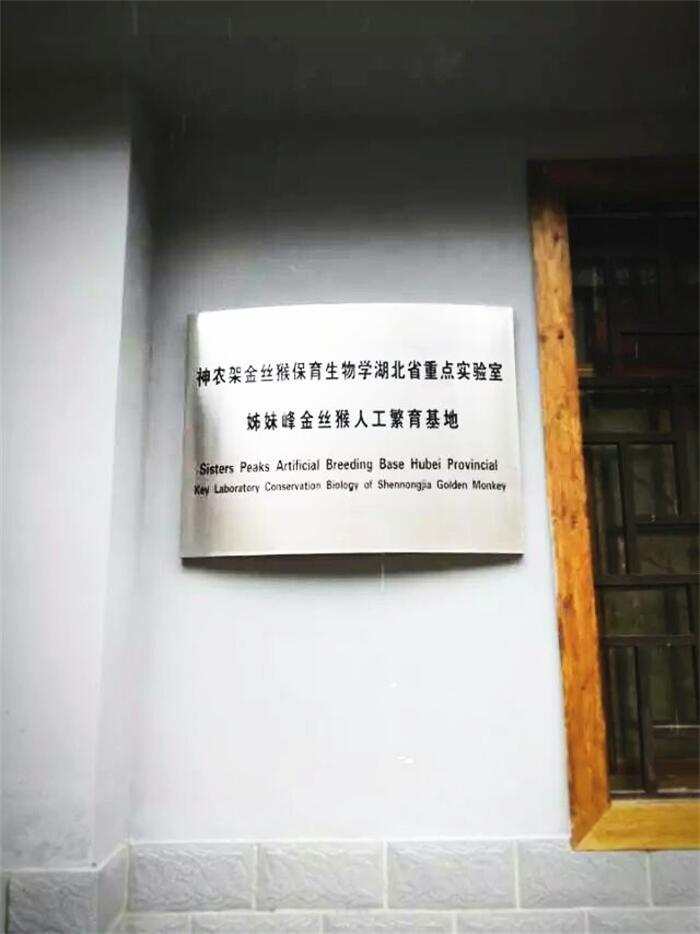 神农架金丝猴保育生物学湖北省重点实验室
姊妹峰金丝猴人工繁育基地
Sisters Peaks Artificial Breeding Base Hubei Provincial
Key Laboratory Conservation Biology of Shennongjia Golden Monkey